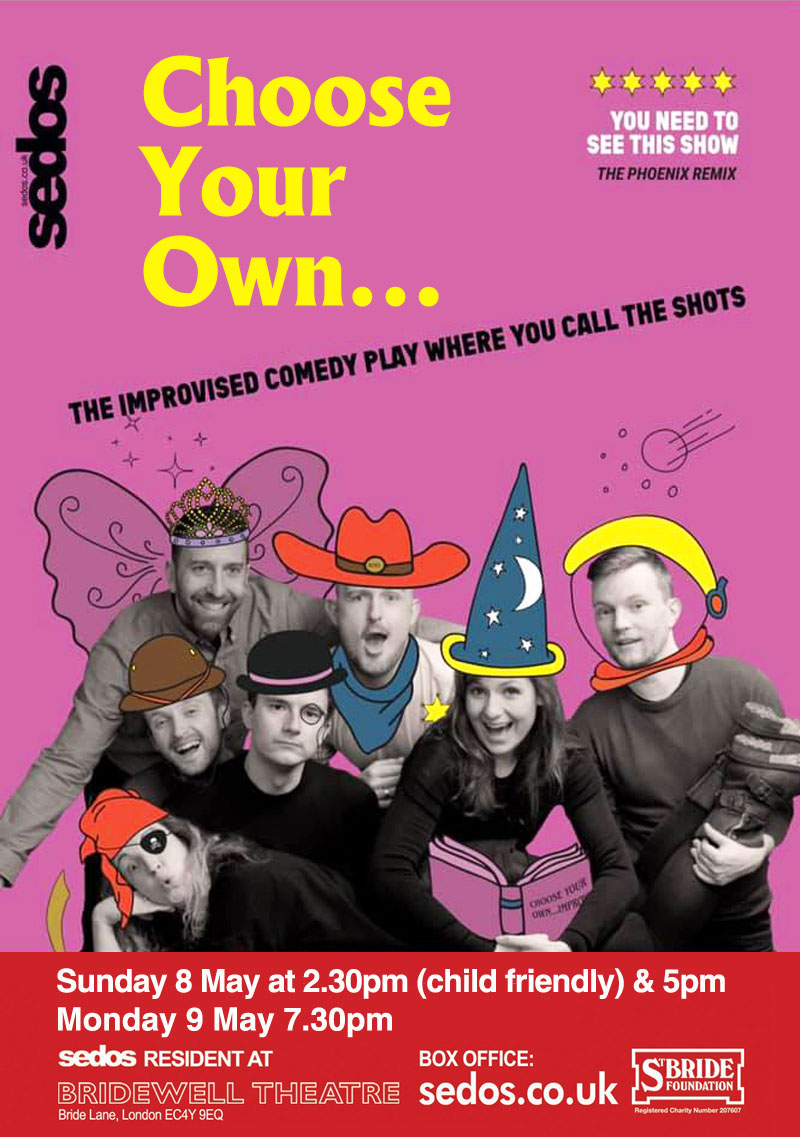 sedos
sedos.co.uk
Choose
Your
Own...
YOU NEED TO
SEE THIS SHOW
THE PHOENIX REMIX
THE IMPROVISED COMEDY PLAY WHERE YOU CALL THE SHOTS
CHOOSE YOUR
OWN...IMPRO
Sunday 8 May at 2.30pm (child friendly) & 5pm
Monday 9 May 7.30pm
sedos RESIDENT AT
BRIDEWELL THEATRE
Bride Lane, London EC4Y 9EQ
BOX OFFICE:
sedos.co.uk
ST BRIDE
FOUNDATION
Registered Charity Number 207607